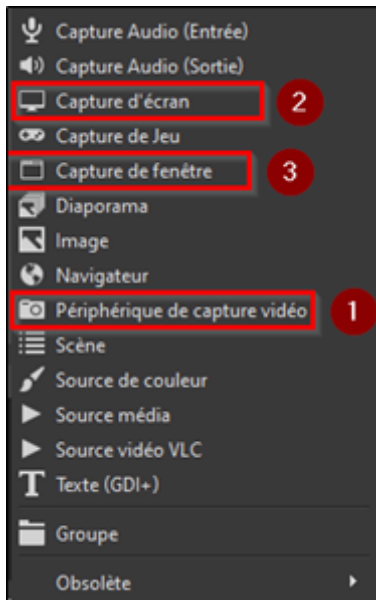 Capture Audio (Entrée)
Capture Audio (Sortie)
Capture d'écran 2
Capture de Jeu
Capture de fenêtre 3
Diaporama
Image
Navigateur
Périphérique de capture vidéo 1
Scène
Source de couleur
Source média
Source vidéo VLC
Texte (GDI+)
Groupe
Obsolète